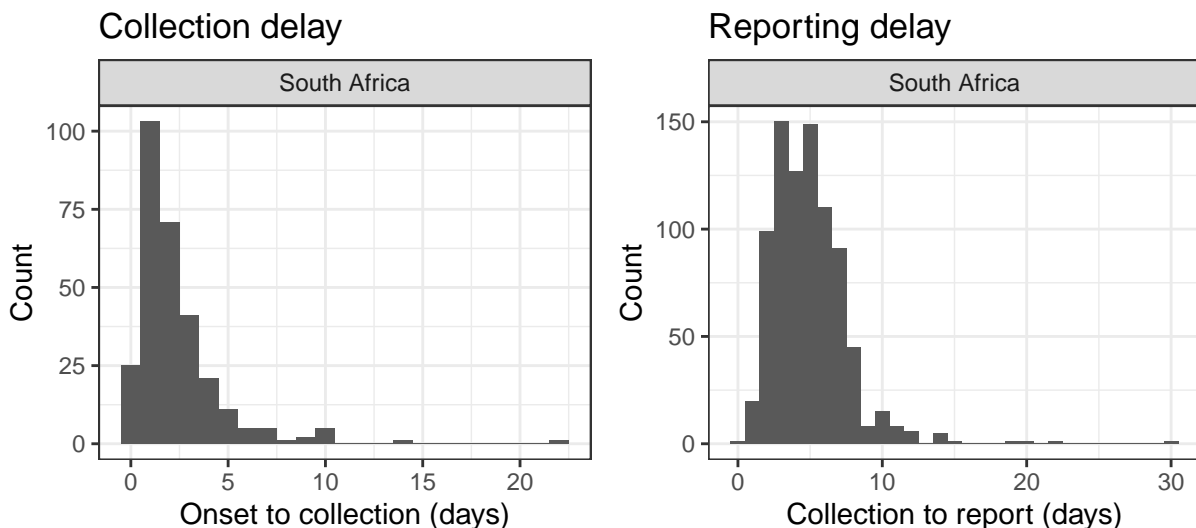 Collection delay
South Africa
100
75
50
25
0
Count
0 5 10 15 20
Onset to collection (days)
Reporting delay
South Africa
150
100
50
0
Count
0 10 20 30
Collection to report (days)